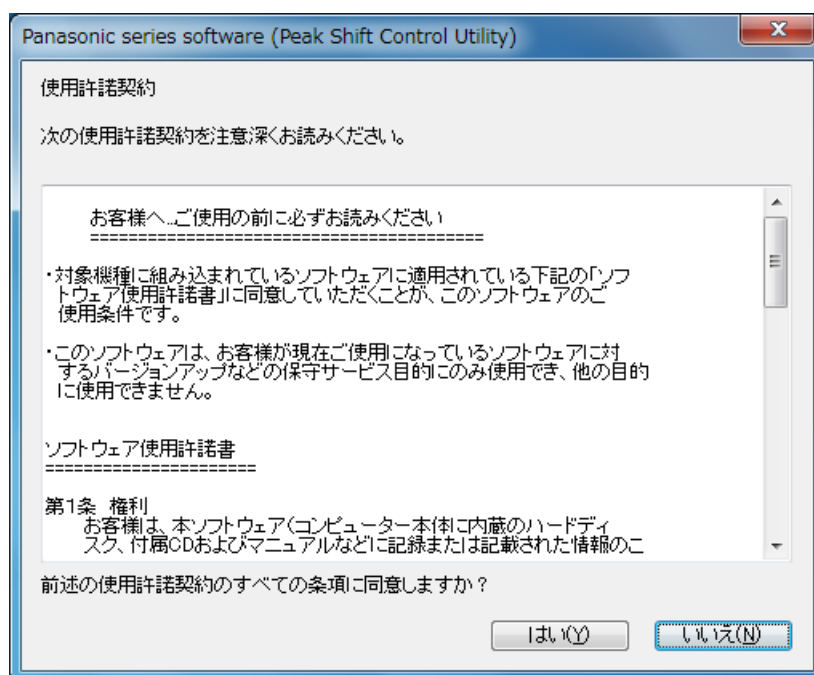 Panasonic series software (Peak Shift Control Utility)
使用許諾契約
次の使用許諾契約を注意深くお読みください。
お客様へ…ご使用の前に必ずお読みください
=========================================
・対象機種に組み込まれているソフトウェアに適用されている下記の「ソフ
トウェア使用許諾書」に同意していただくことが、このソフトウェアのご
使用条件です。
・このソフトウェアは、お客様が現在ご使用になっているソフトウェアに対
するバージョンアップなどの保守サービス目的にのみ使用でき、他の目的
に使用できません。
ソフトウェア使用許諾書
======================
第1条 権利
お客様は、本ソフトウェア(コンピューター本体に内蔵のハードディ
スク、付属CDおよびマニュアルなどに記録または記載された情報のこ
前述の使用許諾契約のすべての条項に同意しますか?
はい(Y)
いいえ(N)